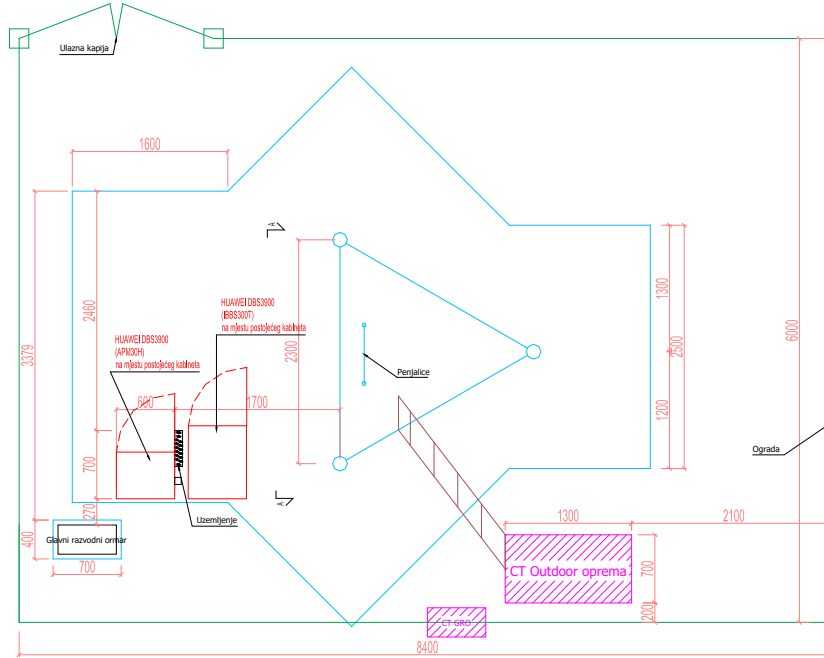 Ulazna kapija
1600
A
HUAWEI DBS3900
(IBBS300T)
na mjestu postojećeg kabineta
HUAWEI DBS3900
(APM30H)
na mjestu postojećeg kabineta
2460
3379
2300
1300
2500
6000
Penjalice
600
1700
1200
Ograda
700
A
270
Uzemljenje
400
Glavni razvodni ormar
700
1300
2100
CT Outdoor oprema
700
200
CT GRO
8400